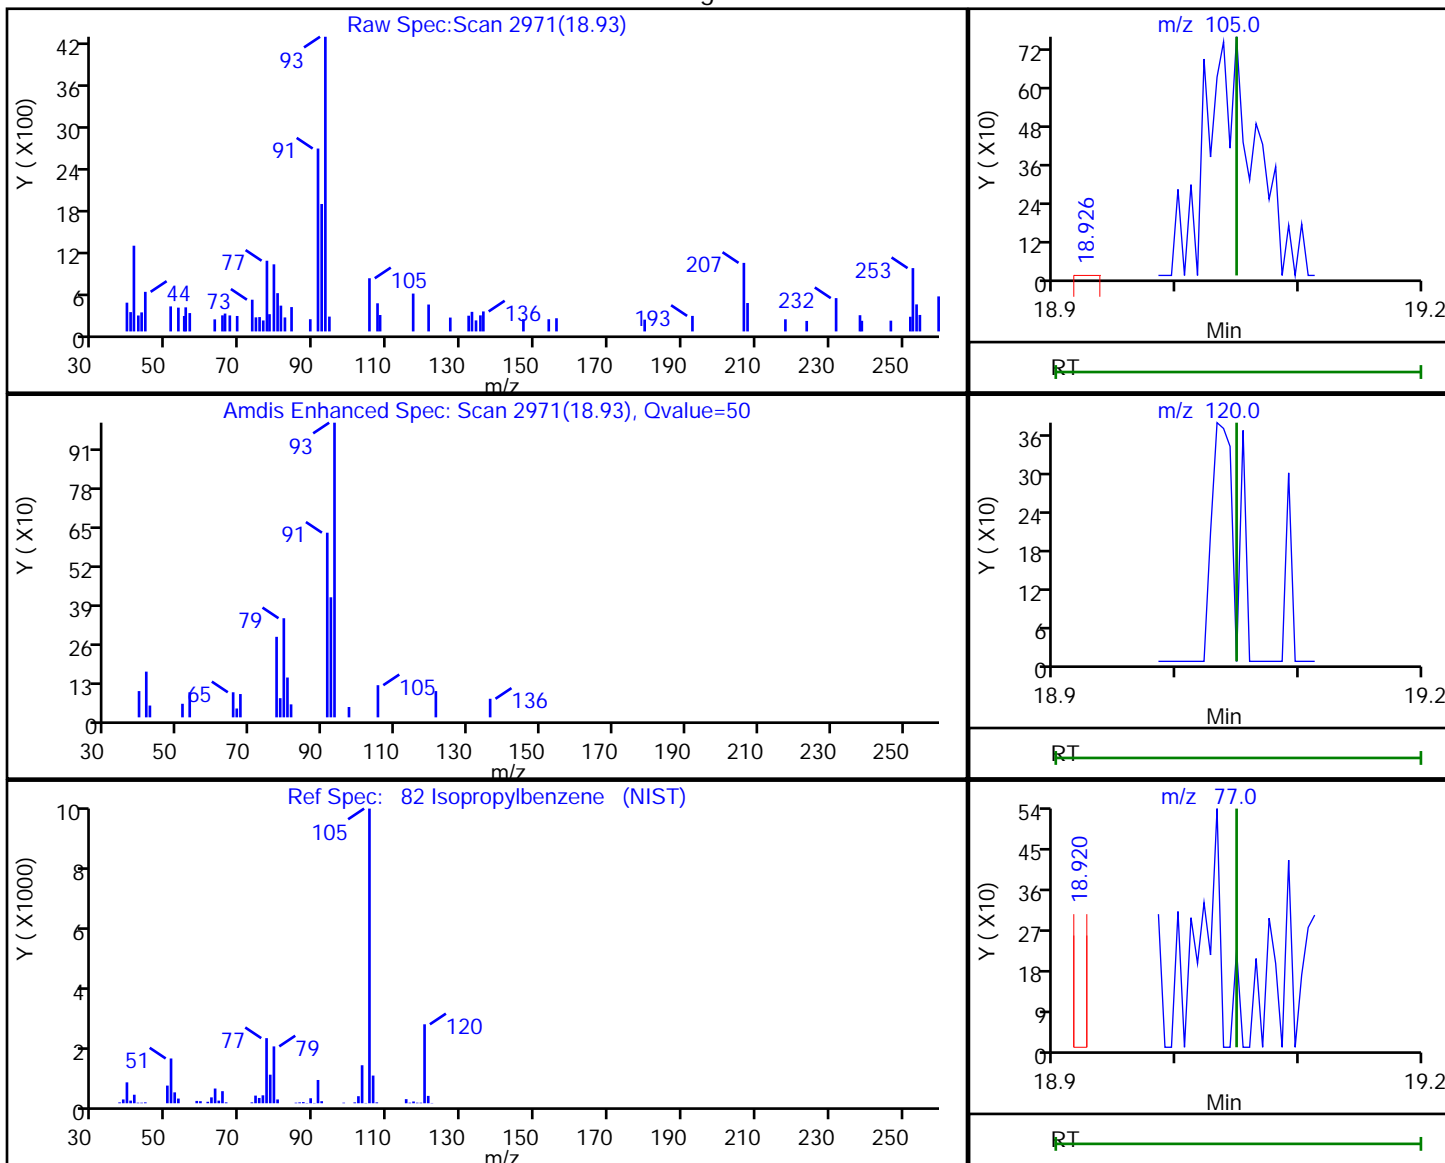 Raw Spec:Scan 2971(18.93)
Y ( X100)
42
36
30
24
18
12
6
0
93
91
77
44
73
105
136
193
207
232
253
30 50 70 90 110 130 150 170 190 210 230 250
m/z
m/z 105.0
Y ( X10)
72
60
48
36
24
12
0
18.926
18.9 19.2
Min
RT
Amdis Enhanced Spec: Scan 2971(18.93), Qvalue=50
Y ( X10)
91
78
65
52
39
26
13
0
93
91
79
65
105
136
30 50 70 90 110 130 150 170 190 210 230 250
m/z
m/z 120.0
Y ( X10)
36
30
24
18
12
6
0
18.9 19.2
Min
RT
Ref Spec: 82 Isopropylbenzene (NIST)
Y ( X1000)
10
8
6
4
2
0
105
120
77
79
51
30 50 70 90 110 130 150 170 190 210 230 250
m/z
m/z 77.0
Y ( X10)
54
45
36
27
18
9
0
18.920
18.9 19.2
Min
RT